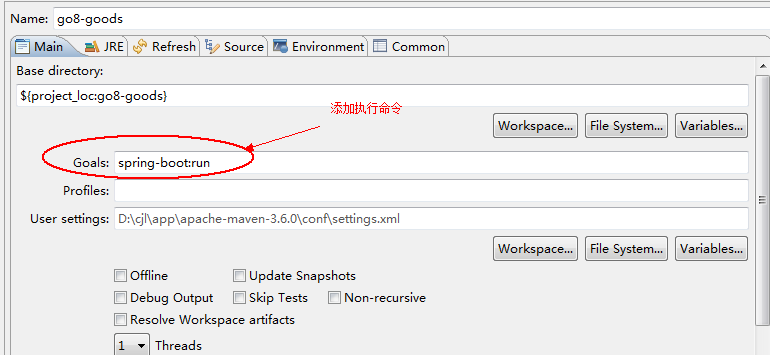 Name: go8-goods
Main JRE Refresh Source Environment Common
Base directory:
${project_loc:go8-goods}
添加执行命令
Workspace... File System... Variables...
Goals: spring-boot:run
Profiles:
User settings: D:\cjl\app\apache-maven-3.6.0\conf\settings.xml
Workspace... File System... Variables...
Offline Update Snapshots
Debug Output Skip Tests Non-recursive
Resolve Workspace artifacts
1 Threads